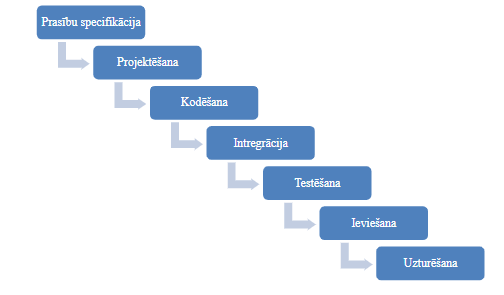 Prasību specifikācija
Projektēšana
Kodēšana
Intregrācija
Testēšana
Ieviešana
Uzturēšana